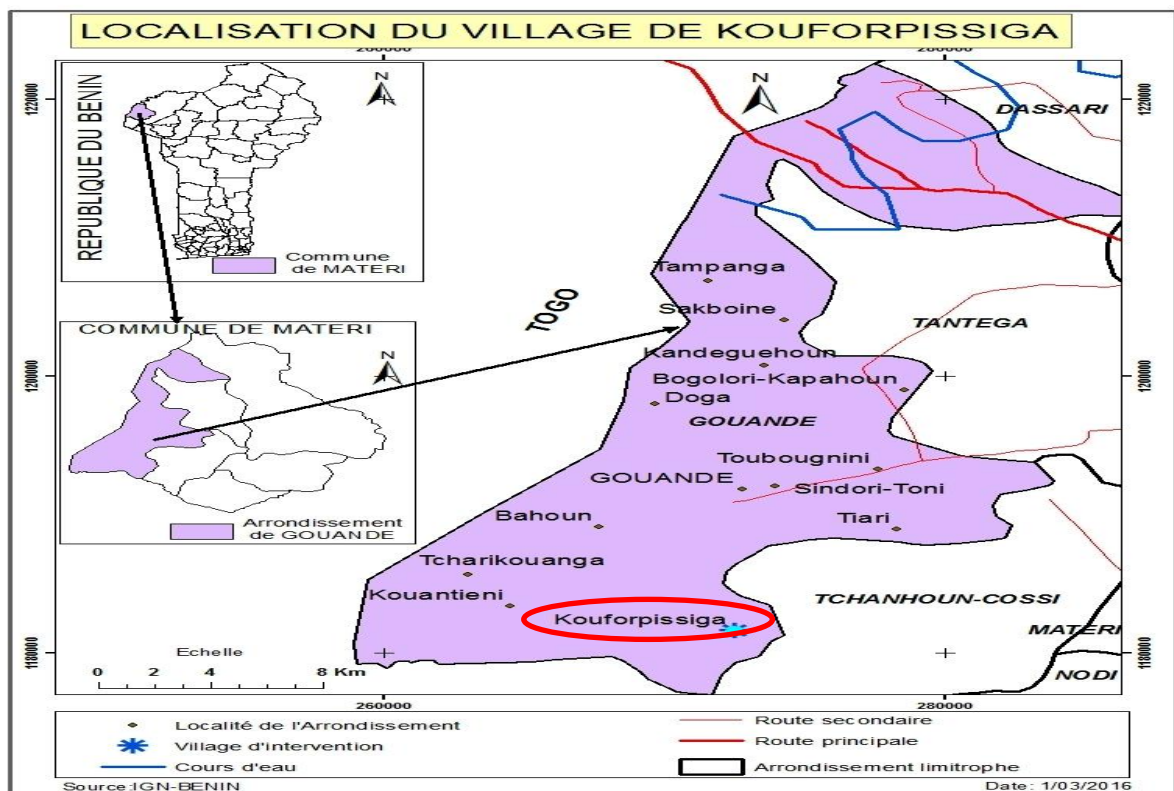 LOCALISATION DU VILLAGE DE KOUFORPISSIGA
260000
280000
REPUBLIQUE DU BENIN
N
Commune
de MATERI
COMMUNE DE MATERI
N
Arrondissement
de GOUANDE
N
TOGO
DASSARI
1220000
1220000
Tampanga
Sakboine
TANTEGA
Kandeguehoun
Bogolori-Kapahoun
1200000
1200000
Doga
GOUANDE
Toubougnini
GOUANDE
Sindori-Toni
Bahoun
Tiari
Tcharikouanga
Kouantieni
TCHANHOUN-COSSI
Kouforpissiga
MATERI
NODI
1180000
1180000
Echelle
0 2 4 8 Km
260000
280000
Localité de l'Arrondissement
Village d'intervention
Cours d'eau
Route secondaire
Route principale
Arrondissement limitrophe
Source:IGN-BENIN
Date: 1/03/2016